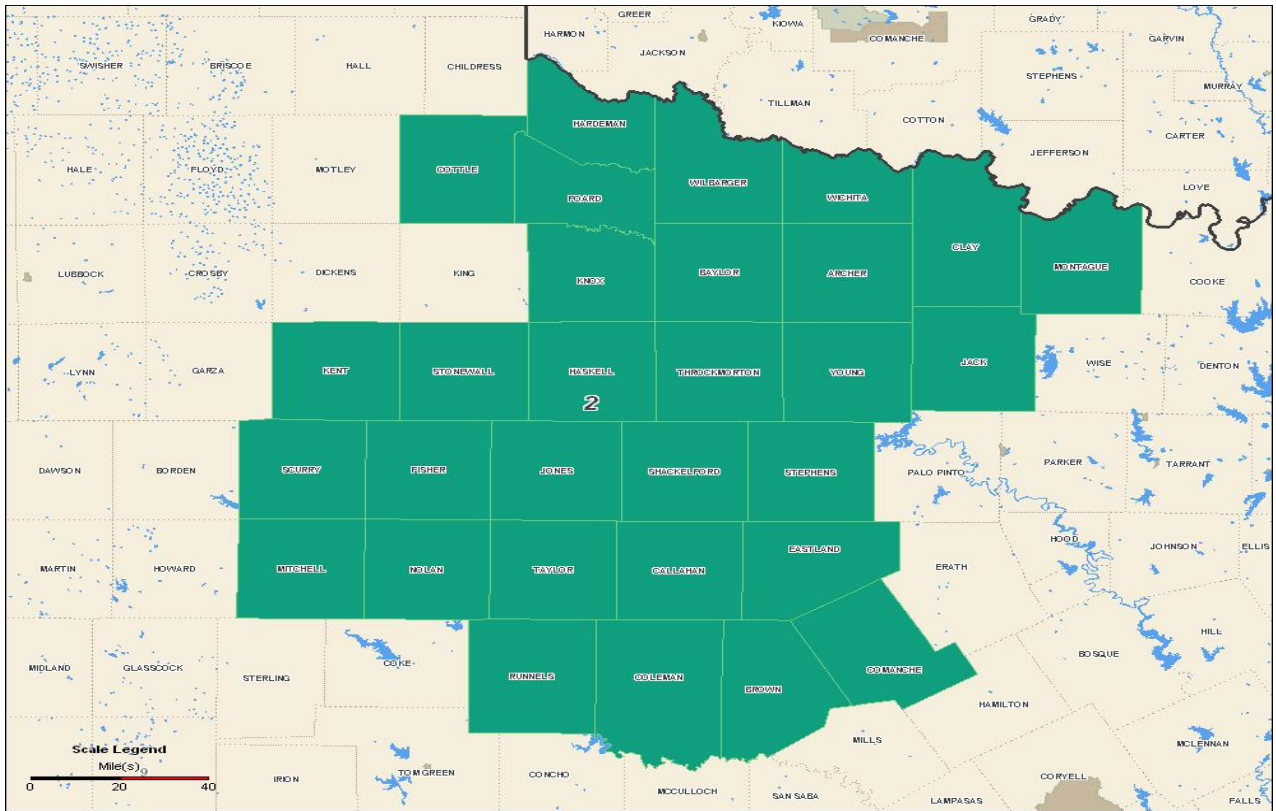 GREER
KIOWA
GRADY
HARMON
COMANCHE
GARVIN
JACKSON
SWISHER
BRISCOE
HALL
CHILDRESS
STEPHENS
MURRAY
TILLMAN
COTTON
HARDEMAN
CARTER
JEFFERSON
HALE
FLOYD
MOTLEY
COTTLE
WILBARGER
LOVE
FOARD
WICHITA
CLAY
MONTAGUE
LUBBOCK
CROSBY
DICKENS
KING
KNOX
BAYLOR
ARCHER
COOKE
LYNN
GARZA
KENT
STONEWALL
HASKELL
THROCKMORTON
YOUNG
JACK
WISE
DENTON
2
DAWSON
BORDEN
SCURRY
FISHER
JONES
SHACKELFORD
STEPHENS
PALO PINTO
PARKER
TARRANT
MARTIN
HOWARD
MITCHELL
NOLAN
TAYLOR
CALLAHAN
EASTLAND
ERATH
HOOD
JOHNSON
ELLIS
MIDLAND
GLASSCOCK
STERLING
COKE
RUNNELS
COLEMAN
BROWN
COMANCHE
BOSQUE
HILL
HAMILTON
MILLS
MCLENNAN
IRION
TOM GREEN
CONCHO
MCCULLOCH
SAN SABA
LAMPASAS
CORYELL
FALLS
Scale Legend
Mile(s)
9
0 20 40